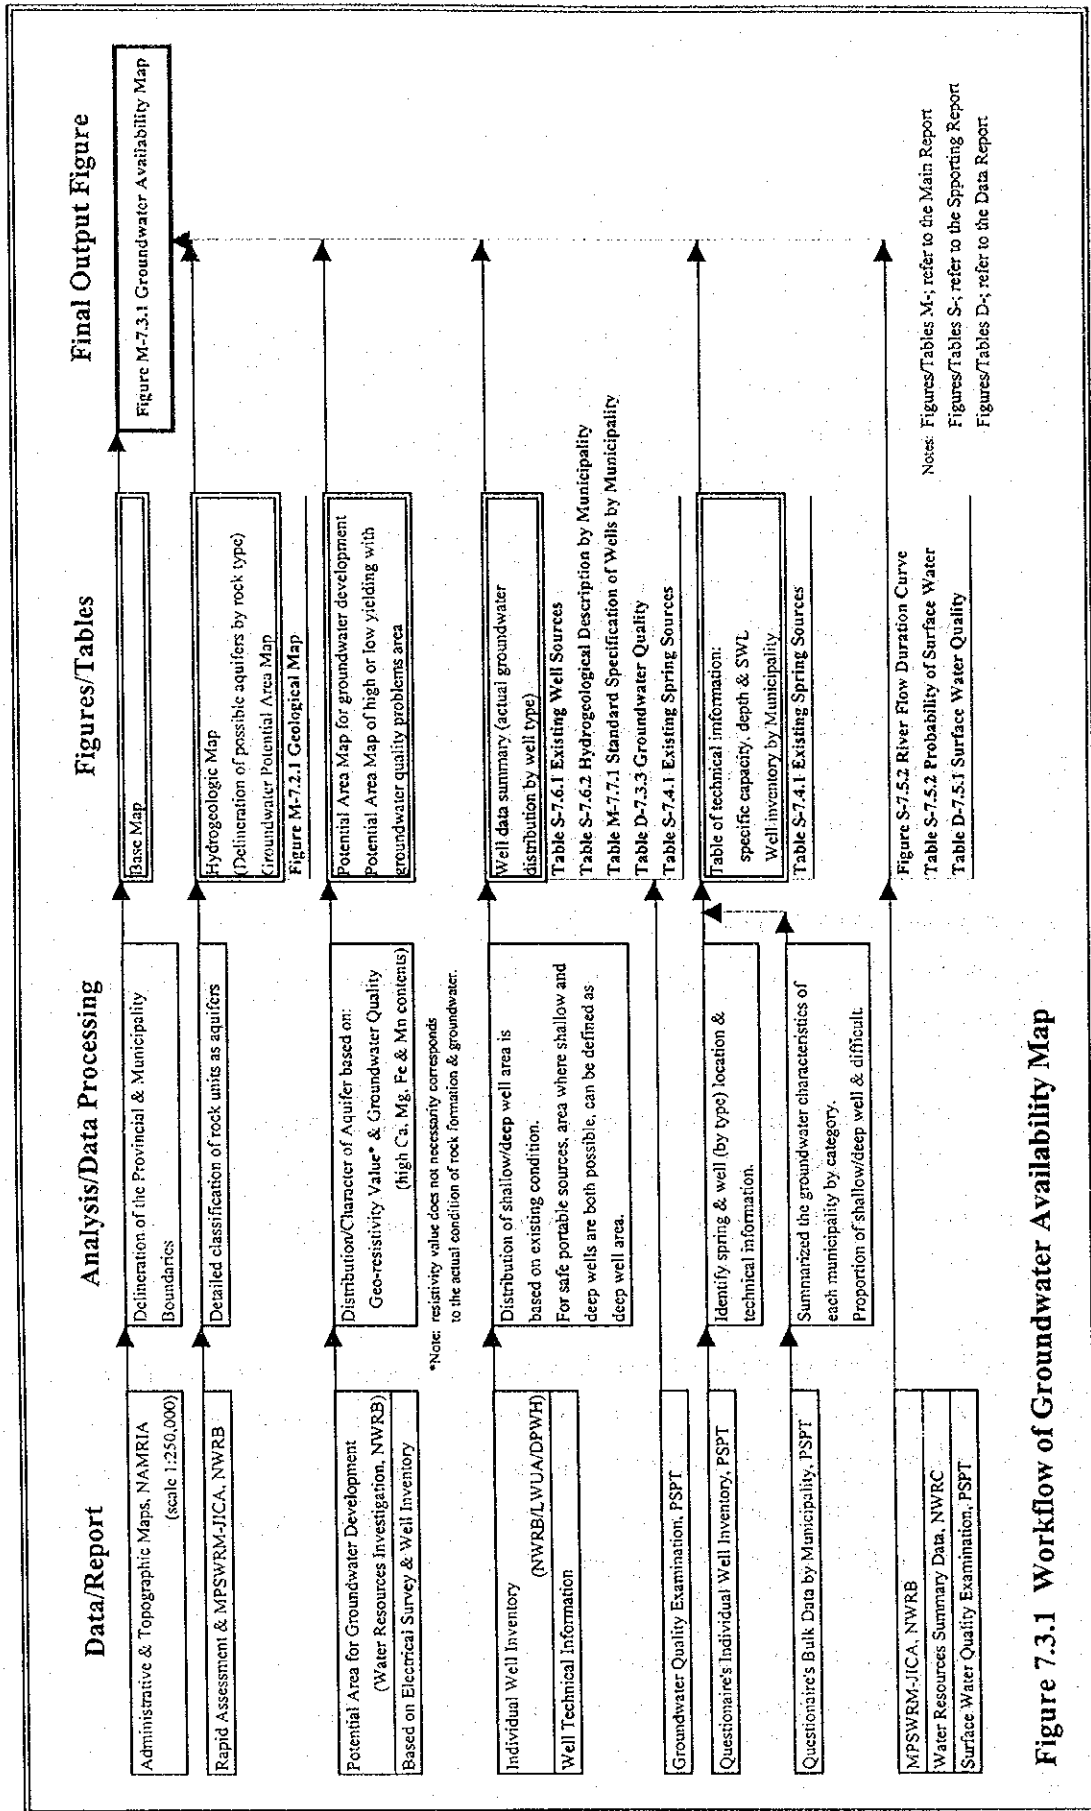 Data/Report
Analysis/Data Processing
Figures/Tables
Final Output Figure
Administrative & Topographic Maps, NAMRIA
(scale 1:250,000)
Delineration of the Provincial & Municipality
Boundaries
Base Map
Figure M-7.3.1 Groundwater Availability Map
Rapid Assessment & MPSWRM-JICA, NWRB
Detailed classification of rock units as aquifers
Hydrogeologic Map
(Delineration of possible aquifers by rock type)
Groundwater Potential Area Map
Figure M-7.2.1 Geological Map
Potential Area for Groundwater Development
(Water Resources Investigation, NWRB)
Based on Electrical Survey & Well Inventory
Distribution/Character of Aquifer based on:
Geo-resistivity Value* & Groundwater Quality
(high Ca, Mg, Fe & Mn contents)
*Note: resistivity value does not necessary corresponds
to the actual condition of rock formation & groundwater.
Potential Area Map for groundwater development
Potential Area Map of high or low yielding with
groundwater quality problems area
Individual Well Inventory
(NWRB/LWUA/DPWH)
Well Technical Information
Distribution of shallow/deep well area is
based on existing condition.
For safe portable sources, area where shallow and
deep wells are both possible, can be defined as
deep well area.
Well data summary (actual groundwater
distribution by well type)
Table S-7.6.1 Existing Well Sources
Table S-7.6.2 Hydrogeological Description by Municipality
Table M-7.7.1 Standard Specification of Wells by Municipality
Table D-7.3.3 Groundwater Quality
Table S-7.4.1 Existing Spring Sources
Groundwater Quality Examination, PSPT
Questionaire's Individual Well Inventory, PSPT
Identify spring & well (by type) location &
technical information.
Table of technical imformation:
specific capacity, depth & SWL
Well inventory by Municipality
Table S-7.4.1 Existing Spring Sources
Questionaire's Bulk Data by Municipality, PSPT
Summarized the groundwater characteristics of
each municipality by category.
Proportion of shallow/deep well & difficult.
MPSWRM-JICA, NWRB
Water Resources Summary Data, NWRC
Surface Water Quality Examination, PSPT
Figure S-7.5.2 River Flow Duration Curve
Table S-7.5.2 Probability of Surface Water
Table D-7.5.1 Surface Water Quality
Notes: Figures/Tables M-; refer to the Main Report
Figures/Tables S-; refer to the Spporting Report
Figures/Tables D-; refer to the Data Report
Figure 7.3.1 Workflow of Groundwater Availability Map